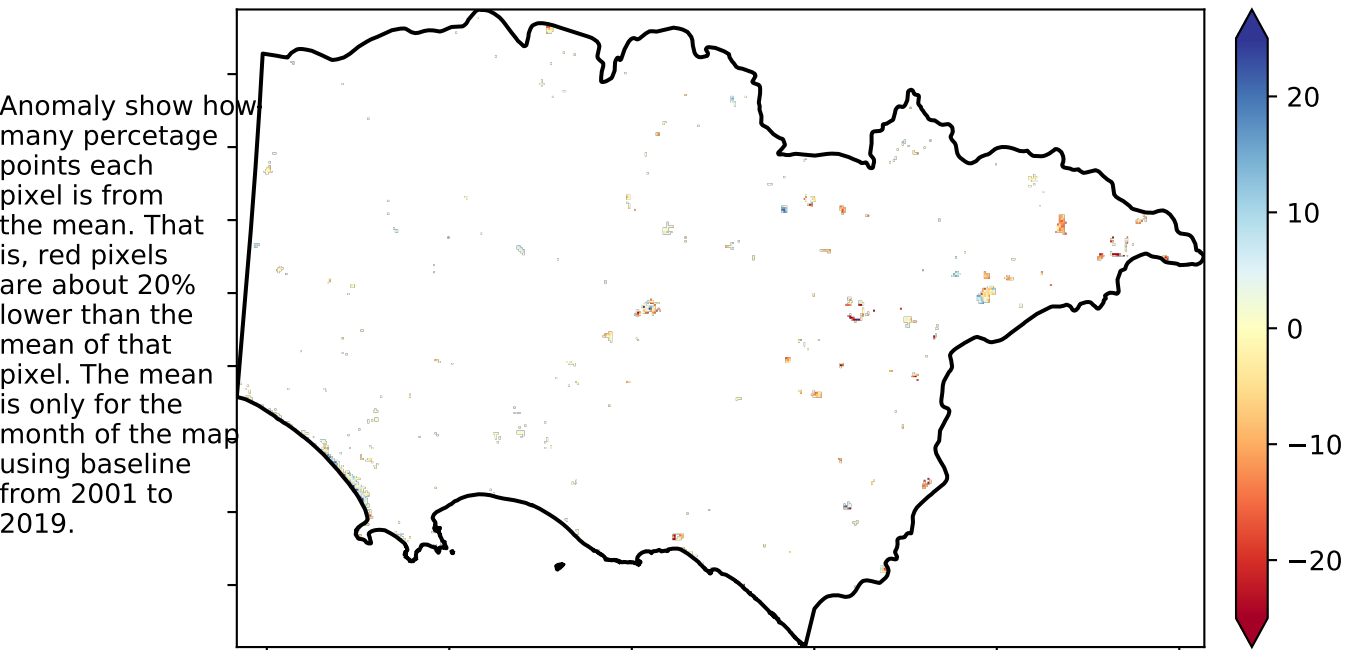 Anomaly show how
many percetage
points each
pixel is from
the mean. That
is, red pixels
are about 20%
lower than the
mean of that
pixel. The mean
is only for the
month of the map
using baseline
from 2001 to
2019.
20
10
0
−10
−20